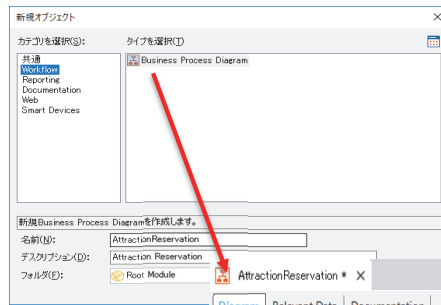 新規オブジェクト
カテゴリを選択(S):
タイプを選択(T)
共通
Workflow
Reporting
Documentation
Web
Smart Devices
Business Process Diagram
新規Business Process Diagramを作成します。
名前(N): AttractionReservation
デスクリプション(D): Attraction Reservation
フォルダ(F): Root Module
AttractionReservation * X
Diagram Relevant Data Documentation